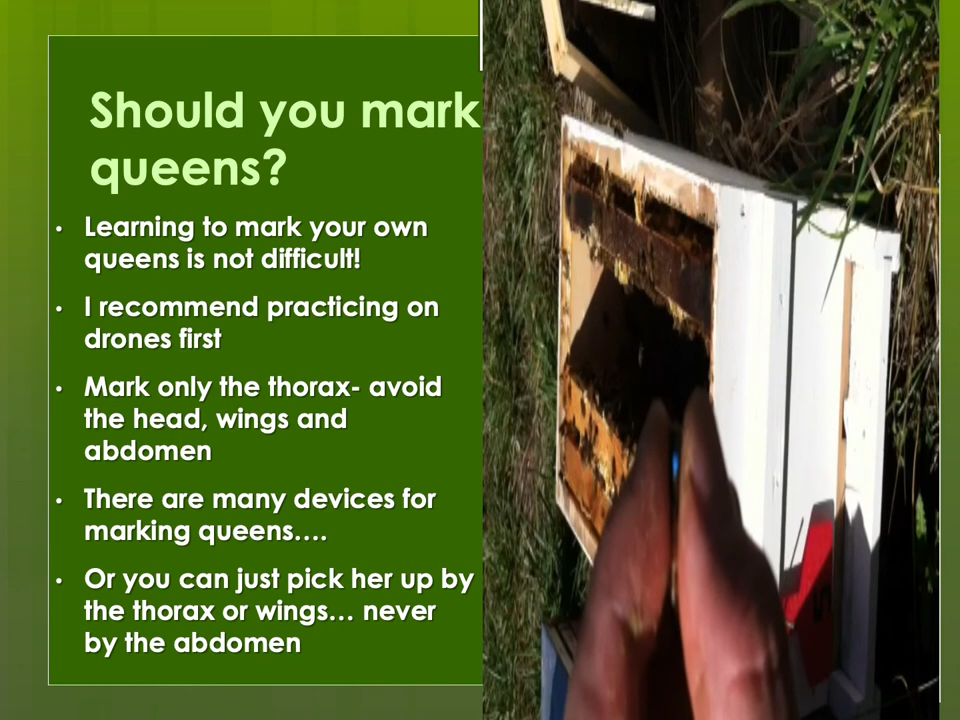 Should you mark
queens?
• Learning to mark your own
queens is not difficult!
• I recommend practicing on
drones first
• Mark only the thorax- avoid
the head, wings and
abdomen
• There are many devices for
marking queens….
• Or you can just pick her up by
the thorax or wings… never
by the abdomen